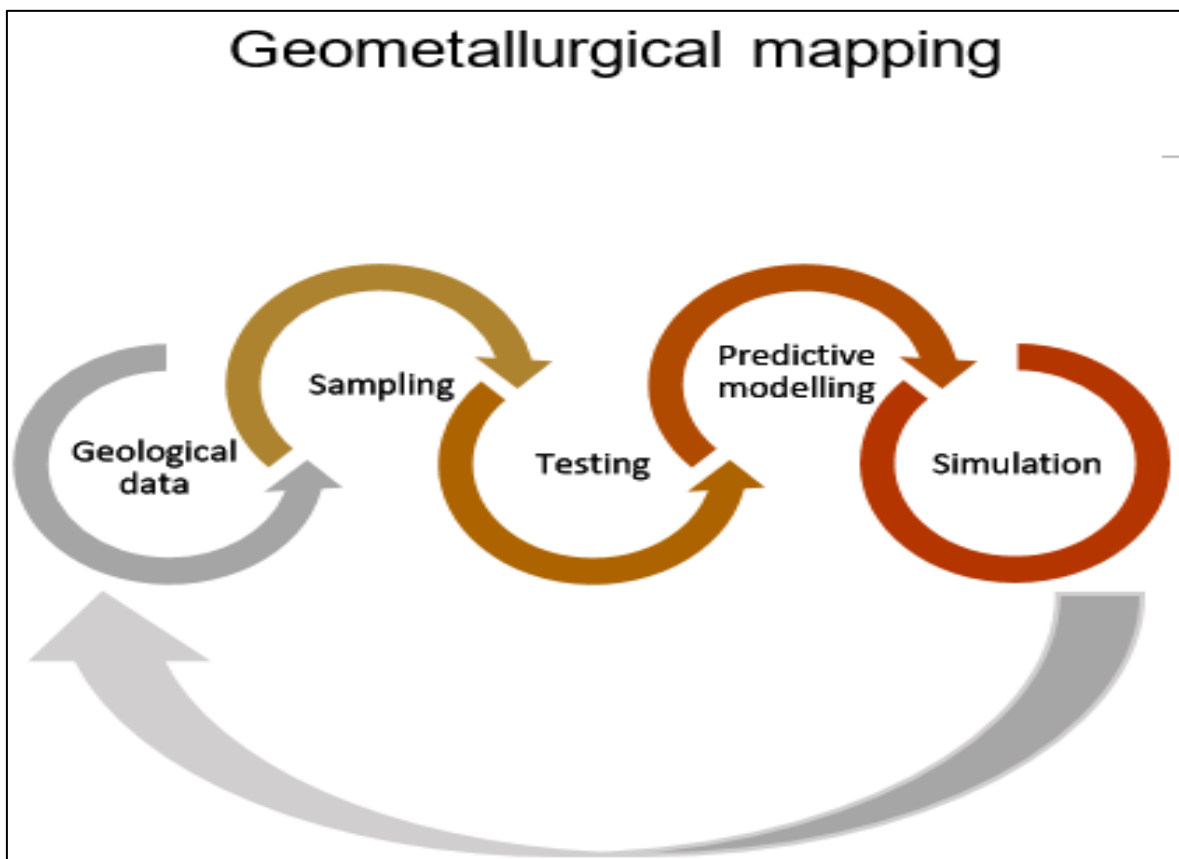 Geometallurgical mapping
Geological
data
Sampling
Testing
Predictive
modelling
Simulation